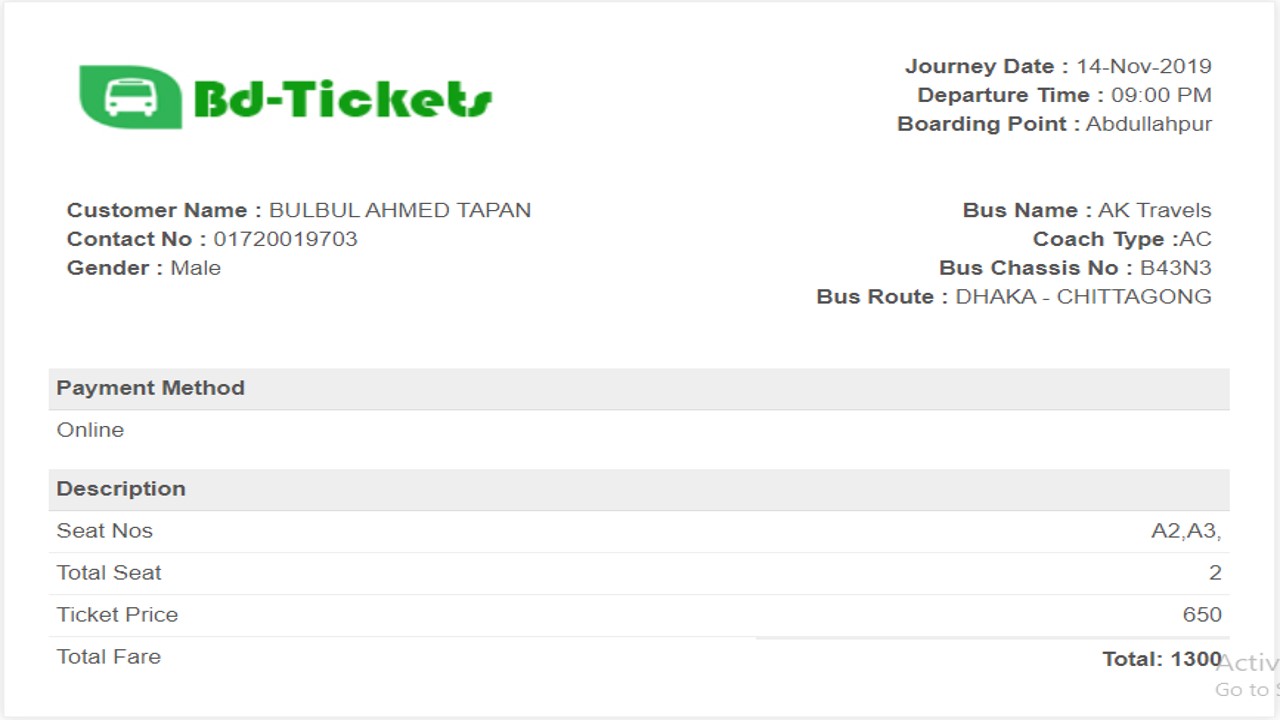 Bd-Tickets
Journey Date : 14-Nov-2019
Departure Time : 09:00 PM
Boarding Point : Abdullahpur
Customer Name : BULBUL AHMED TAPAN
Contact No : 01720019703
Gender : Male
Bus Name : AK Travels
Coach Type :AC
Bus Chassis No : B43N3
Bus Route : DHAKA - CHITTAGONG
Payment Method
Online
Description
Seat Nos A2,A3,
Total Seat 2
Ticket Price 650
Total Fare Total: 1300
Activ
Go to S